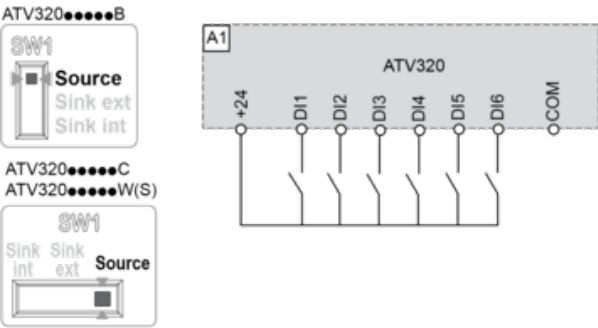 ATV320●●●●●B
SW1
Source
Sink ext
Sink int
ATV320●●●●●C
ATV320●●●●●W(S)
SW1
Sink int
Sink ext
Source
A1
ATV320
+24
DI1
DI2
DI3
DI4
DI5
DI6
COM